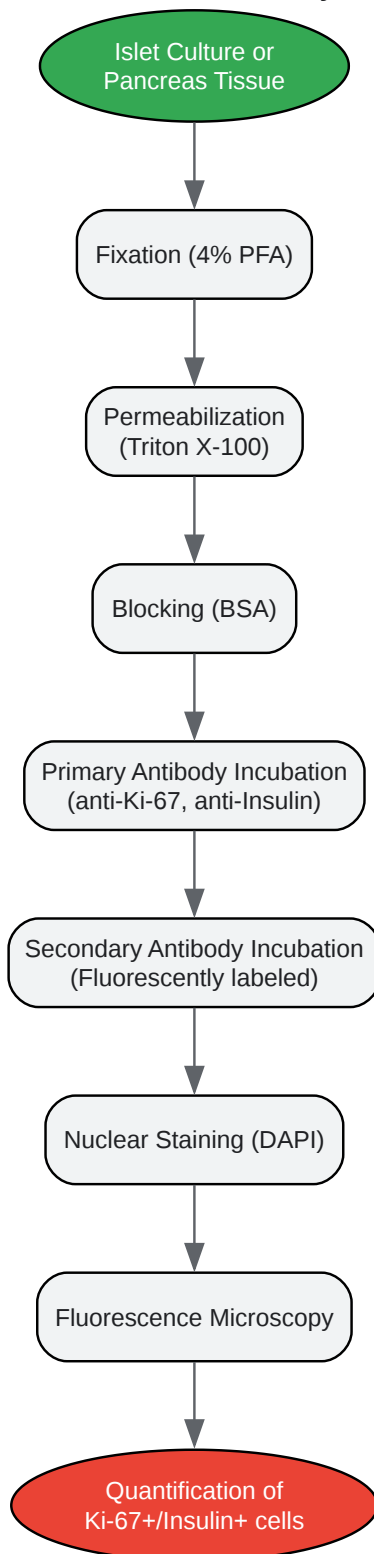 Islet Culture or
Pancreas Tissue
Fixation (4% PFA)
Permeabilization
(Triton X-100)
Blocking (BSA)
Primary Antibody Incubation
(anti-Ki-67, anti-Insulin)
Secondary Antibody Incubation
(Fluorescently labeled)
Nuclear Staining (DAPI)
Fluorescence Microscopy
Quantification of
Ki-67+/Insulin+ cells